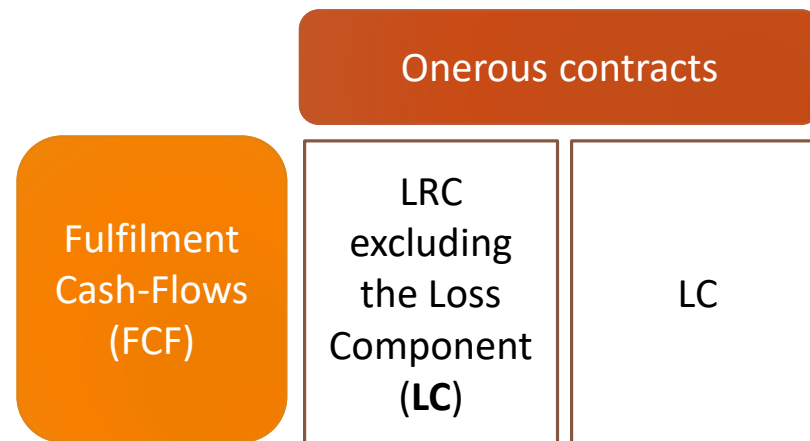 Onerous contracts
Fulfilment
Cash-Flows
(FCF)
LRC
excluding
the Loss
Component
(LC)
LC